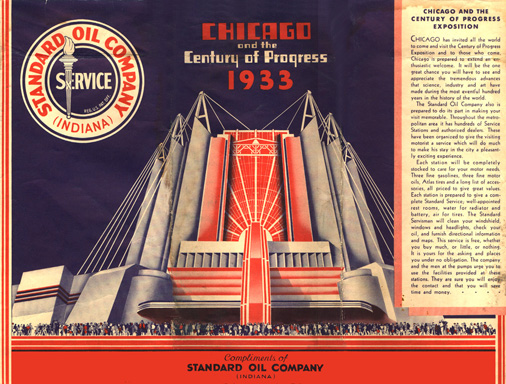 STANDARD OIL COMPANY
SERVICE
REG. U.S. PAT. OFF.
(INDIANA)
CHICAGO
and the
Century of Progress
1933
CHICAGO AND THE
CENTURY OF PROGRESS
EXPOSITION
CHICAGO has invited all the world
to come and visit the Century of Progress
Exposition and to those who come,
Chicago is prepared to extend an en-
thusiastic welcome. It will be the one
great chance you will have to see and
appreciate the tremendous advances
that science, industry and art have
made during the most eventful hundred
years in the history of the world.
The Standard Oil Company also is
prepared to do its part in making your
visit memorable. Throughout the metro-
politan area it has hundreds of Service
Stations and authorized dealers. These
have been organized to give the visiting
motorist a service which will do much
to make his stay in the city a pleasant-
ly exciting experience.
Each station will be completely
stocked to care for your motor needs.
Three fine gasolines, three fine motor
oils, Atlas tires and a long list of acces-
sories, all priced to give great values.
Each station is prepared to give a com-
plete Standard Service; well-appointed
rest rooms, water for radiator and
battery, air for tires. The Standard
Serviceman will clean your windshield,
windows and headlights, check your
oil, and furnish directional information
and maps. This service is free, whether
you buy much, or little, or nothing.
It is yours for the asking and places
you under no obligation. The company
and the men at the pumps urge you to
use the facilities provided at these
stations. They are sure you will enjoy
the contact and that you will save
time and money.
Compliments of
STANDARD OIL COMPANY
(INDIANA)